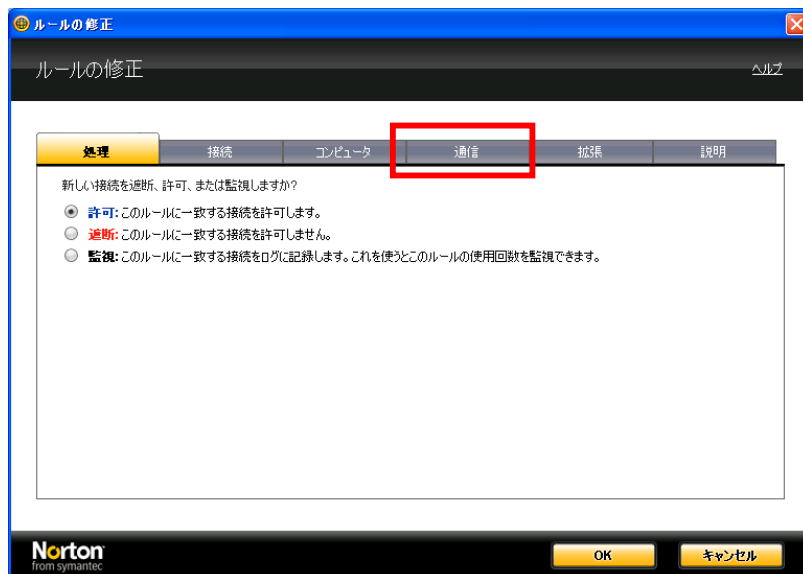 ルールの修正
ルールの修正
ヘルプ
処理 接続 コンピュータ 通信 拡張 説明
新しい接続を遮断、許可、または監視しますか?
許可: このルールに一致する接続を許可します。
遮断: このルールに一致する接続を許可しません。
監視: このルールに一致する接続をログに記録します。これを使うとこのルールの使用回数を監視できます。
Norton
from symantec
OK キャンセル